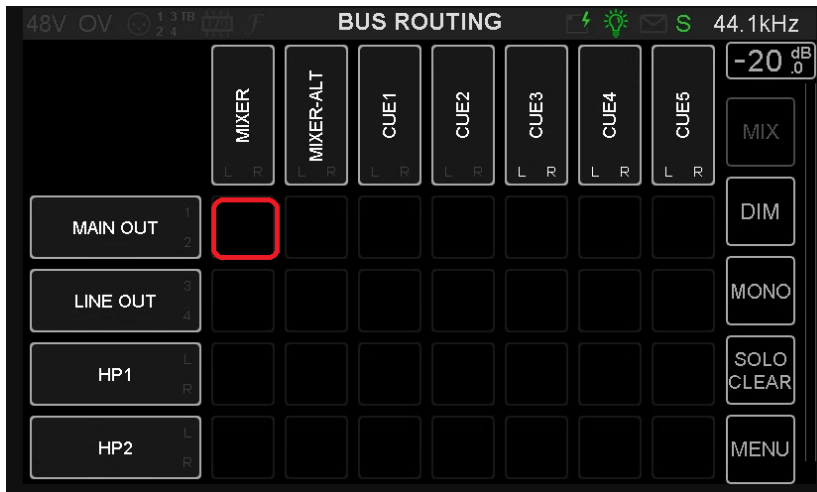 48V OV 1 3 TB 2 4 f BUS ROUTING S 44.1kHz
-20 dB .0
MIXER MIXER-ALT CUE1 CUE2 CUE3 CUE4 CUE5
L R L R L R L R L R L R L R
MIX
MAIN OUT 1 2
DIM
LINE OUT 3 4
MONO
HP1 L R
SOLO
CLEAR
HP2 L R
MENU